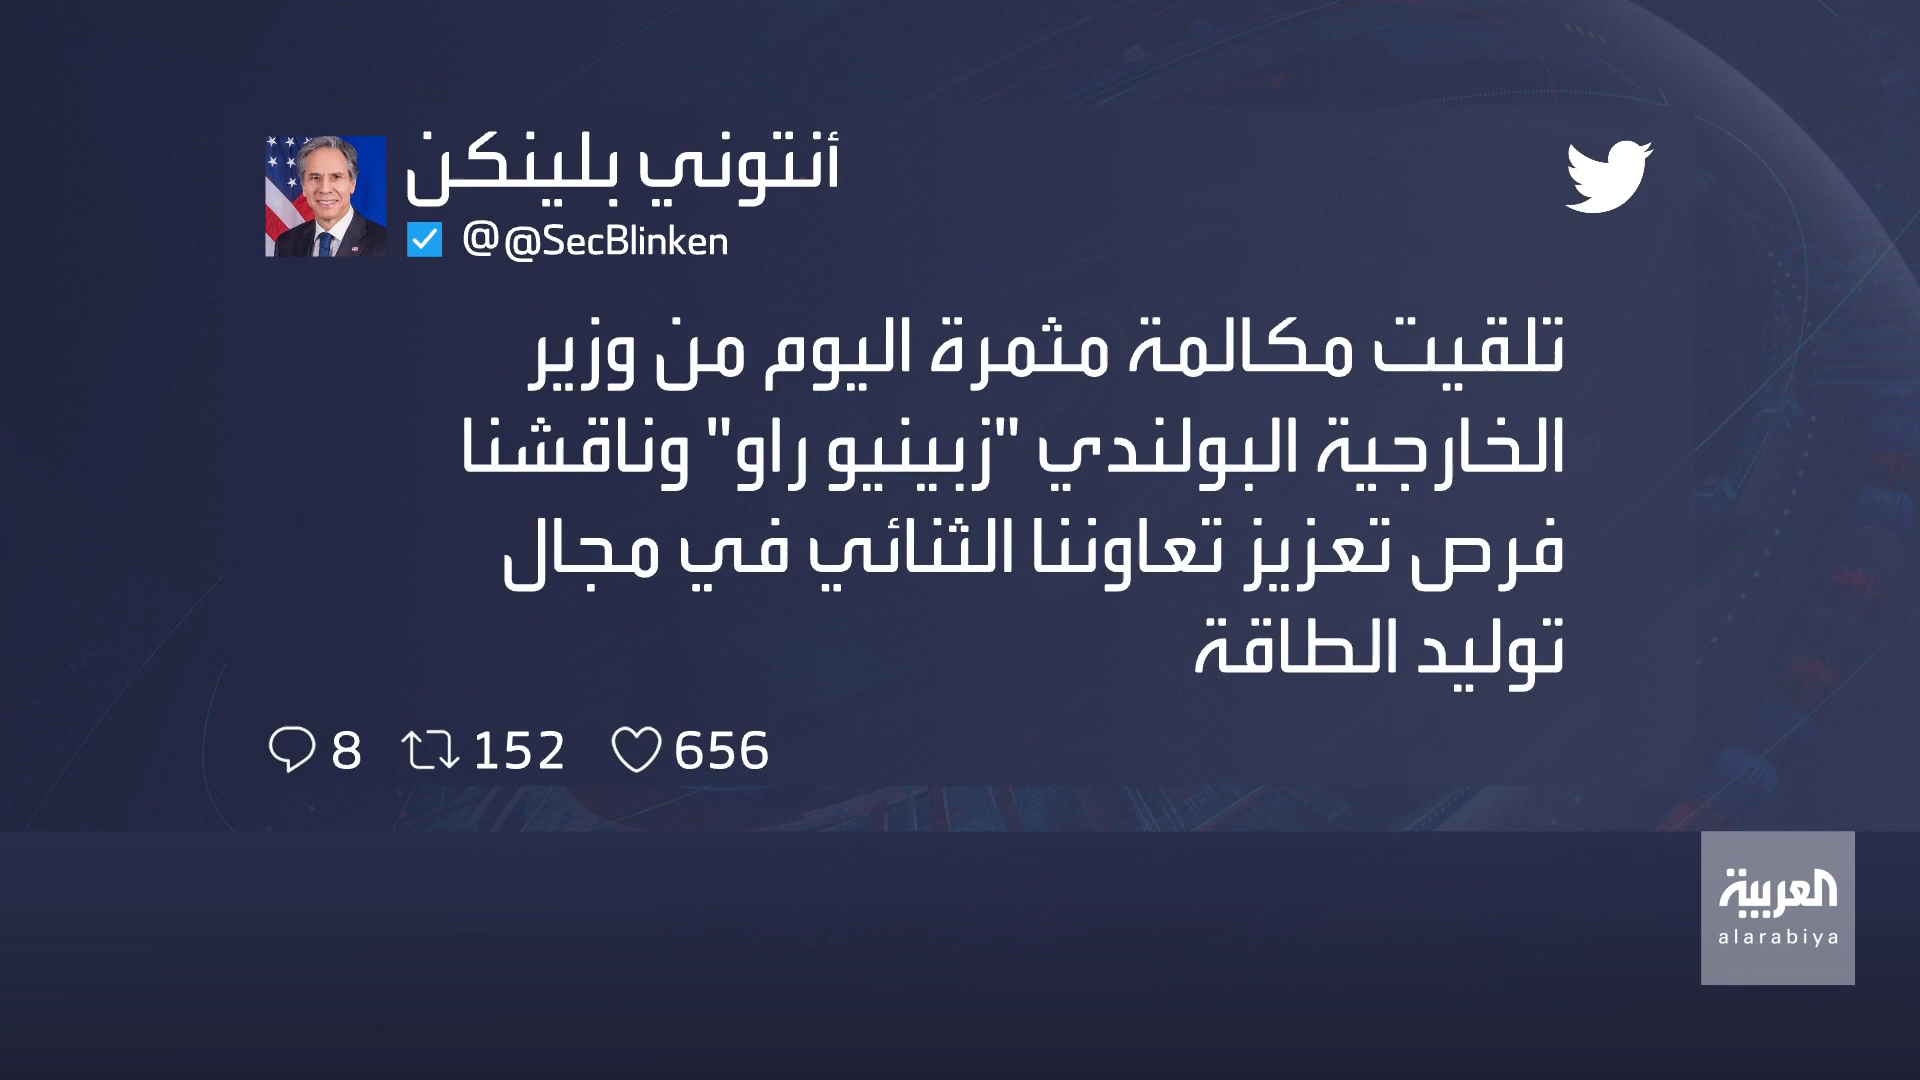 أنتوني بلينكن
@@SecBlinken
تلقيت مكالمة مثمرة اليوم من وزير
الخارجية البولندي "زبينيو راو" وناقشنا
فرص تعزيز تعاوننا الثنائي في مجال
توليد الطاقة
8 152 656
العربية
alarabiya